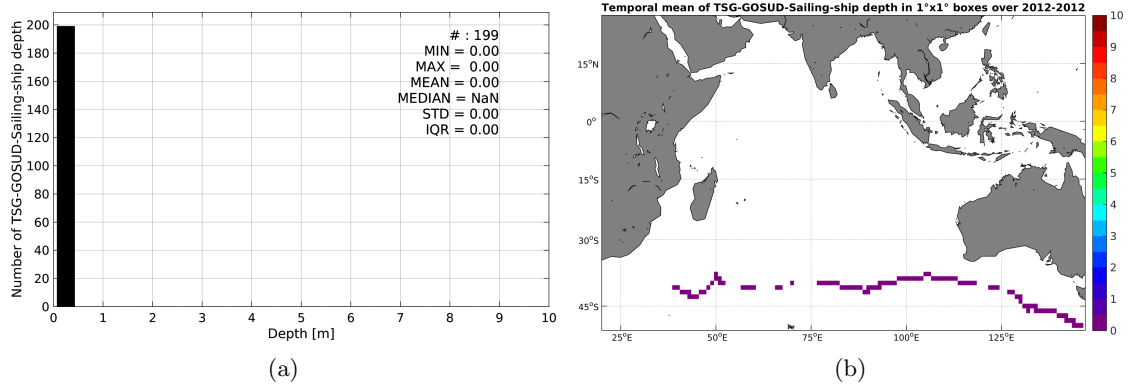 Number of TSG-GOSUD-Sailing-ship depth
200
180
160
140
120
100
80
60
40
20
0
# : 199
MIN = 0.00
MAX = 0.00
MEAN = 0.00
MEDIAN = NaN
STD = 0.00
IQR = 0.00
0 1 2 3 4 5 6 7 8 9 10
Depth [m]
(a)
Temporal mean of TSG-GOSUD-Sailing-ship depth in 1°x1° boxes over 2012-2012
15°N
0°
15°S
30°S
45°S
25°E 50°E 75°E 100°E 125°E
10
9
8
7
6
5
4
3
2
1
0
(b)